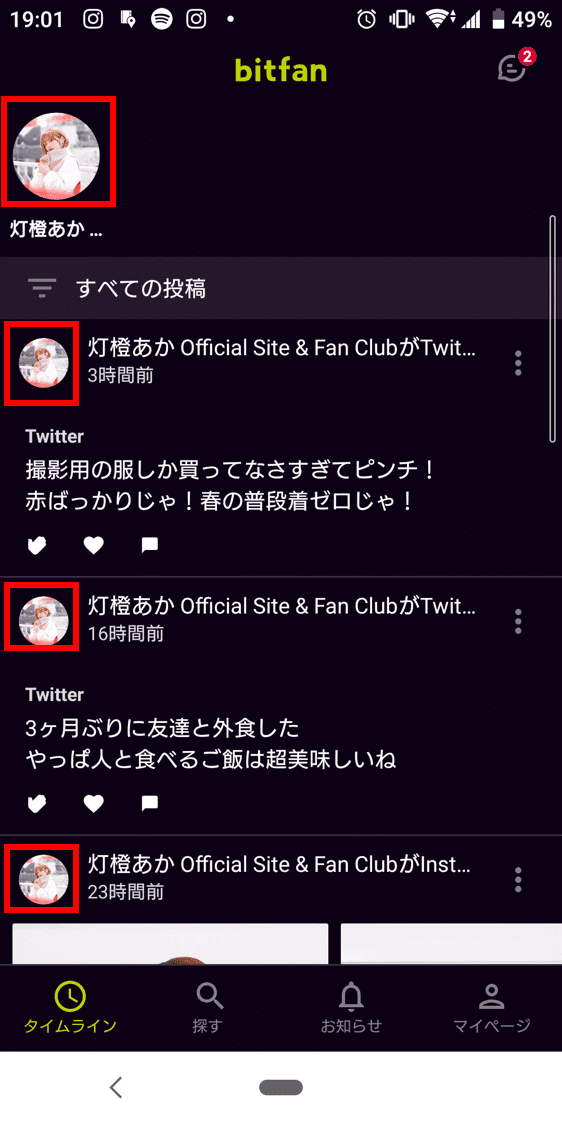 19:01
49%
bitfan
2
灯橙あか ...
すべての投稿
灯橙あか Official Site & Fan ClubがTwit...
3時間前
Twitter
撮影用の服しか買ってなさすぎてピンチ！
赤ばっかりじゃ！春の普段着ゼロじゃ！
灯橙あか Official Site & Fan ClubがTwit...
16時間前
Twitter
3ヶ月ぶりに友達と外食した
やっぱ人と食べるご飯は超美味しいね
灯橙あか Official Site & Fan ClubがInst...
23時間前
タイムライン
探す
お知らせ
マイページ